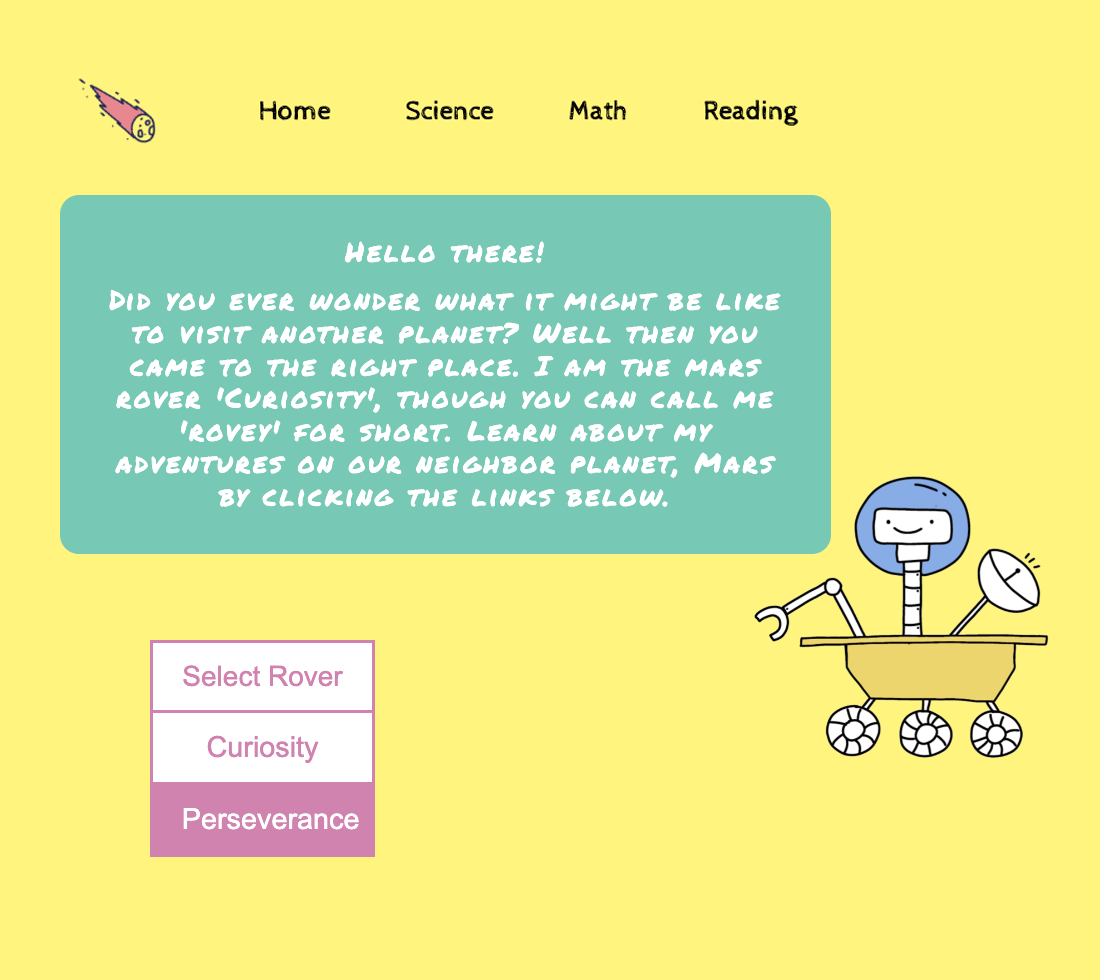 Home Science Math Reading
Hello there!
Did you ever wonder what it might be like
to visit another planet? Well then you
came to the right place. I am the mars
rover 'Curiosity', though you can call me
'rovey' for short. Learn about my
adventures on our neighbor planet, Mars
by clicking the links below.
Select Rover
Curiosity
Perseverance